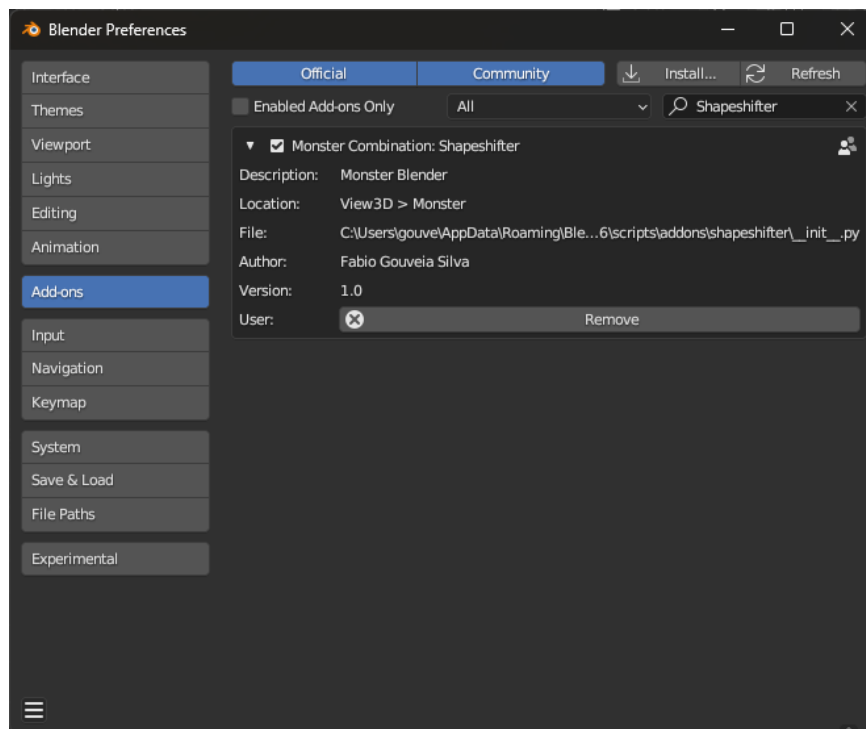 Blender Preferences
Interface
Themes
Viewport
Lights
Editing
Animation
Add-ons
Input
Navigation
Keymap
System
Save & Load
File Paths
Experimental
Official Community Install... Refresh
Enabled Add-ons Only All Shapeshifter
Monster Combination: Shapeshifter
Description: Monster Blender
Location: View3D > Monster
File: C:\Users\gouve\AppData\Roaming\Ble...6\scripts\addons\shapeshifter\__init__.py
Author: Fabio Gouveia Silva
Version: 1.0
User: Remove